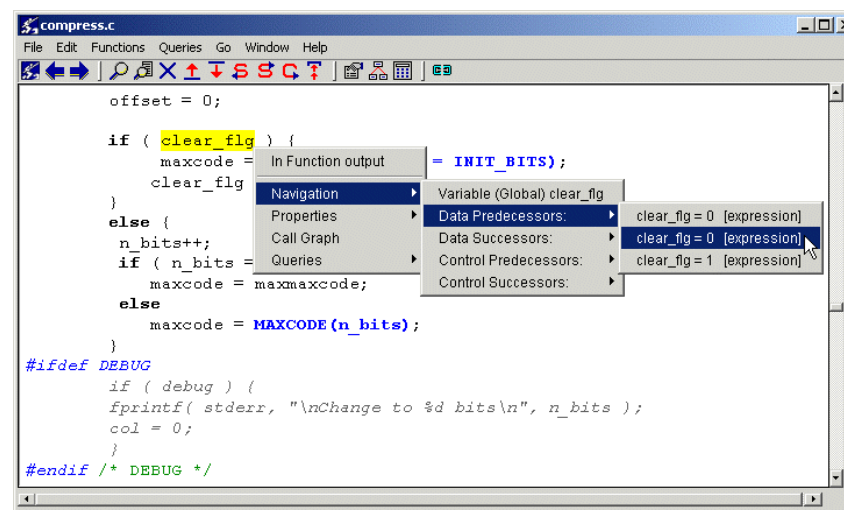 compress.c
File Edit Functions Queries Go Window Help
offset = 0;
if ( clear_flg ) {
maxcode = = INIT_BITS);
clear_flg
}
else {
n_bits++;
if ( n_bits =
maxcode = maxmaxcode;
else
maxcode = MAXCODE(n_bits);
}
#ifdef DEBUG
if ( debug ) {
fprintf( stderr, "\nChange to %d bits\n", n_bits );
col = 0;
}
#endif /* DEBUG */
In Function output
Navigation
Properties
Call Graph
Queries
Variable (Global) clear_flg
Data Predecessors:
Data Successors:
Control Predecessors:
Control Successors:
clear_flg = 0 [expression]
clear_flg = 0 [expression]
clear_flg = 1 [expression]